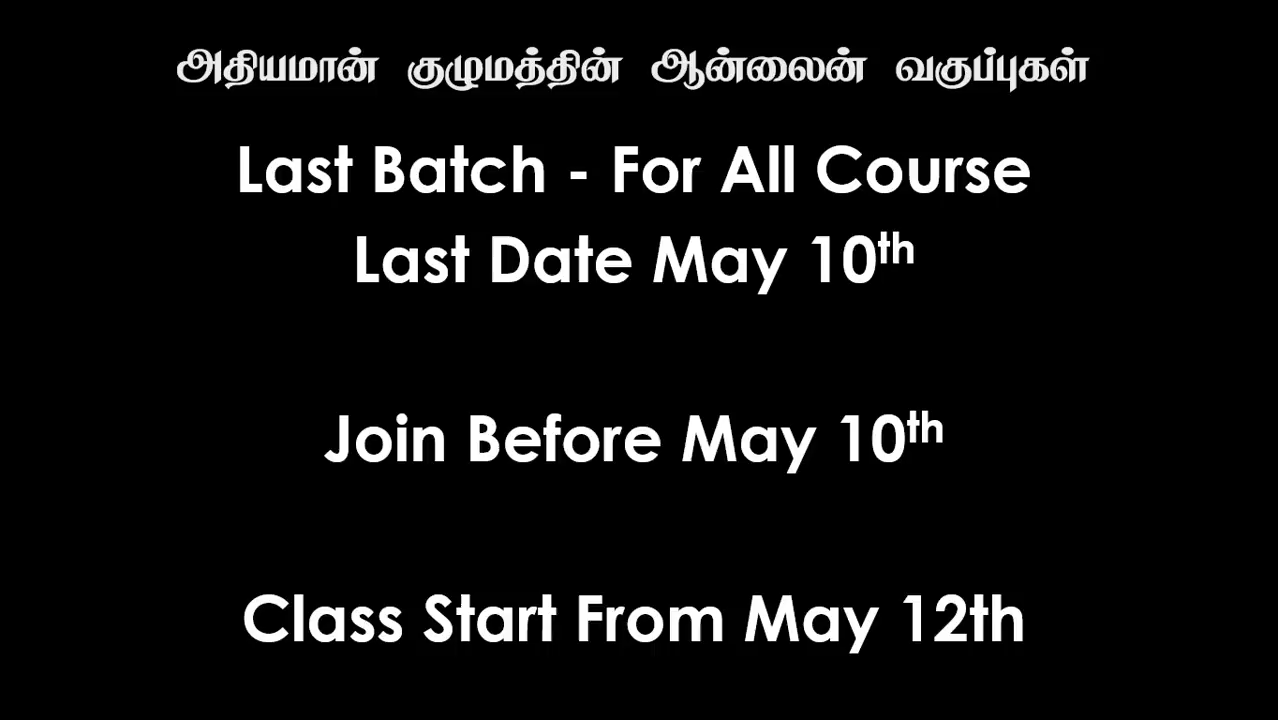 அதியமான் குழுமத்தின் ஆன்லைன் வகுப்புகள்
Last Batch - For All Course
Last Date May 10th
Join Before May 10th
Class Start From May 12th